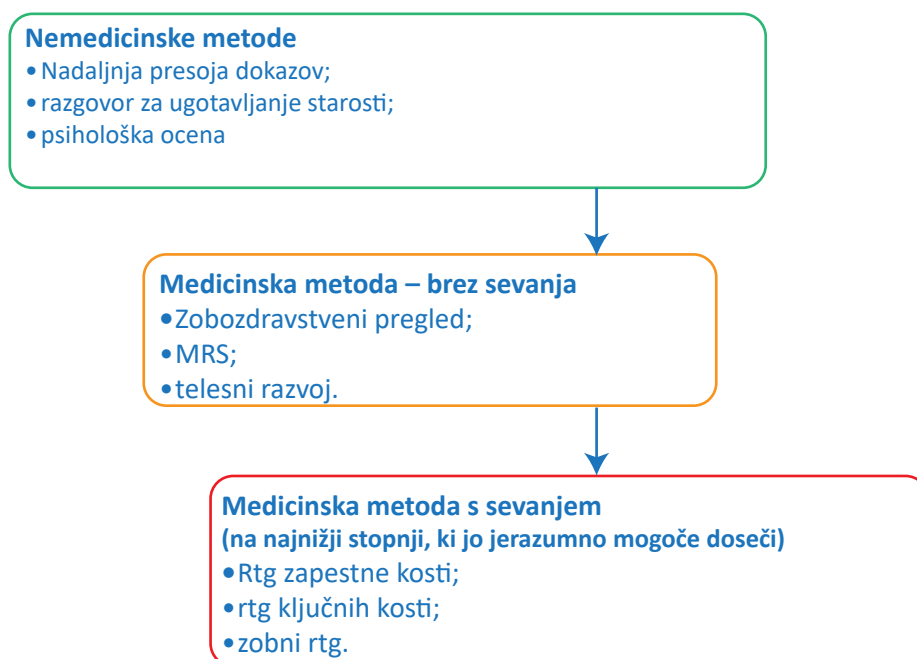 Nemedicinske metode
•Nadaljnja presoja dokazov;
•razgovor za ugotavljanje starosti;
•psihološka ocena
Medicinska metoda – brez sevanja
•Zobozdravstveni pregled;
•MRS;
•telesni razvoj.
Medicinska metoda s sevanjem
(na najnižji stopnji, ki jo jerazumno mogoče doseči)
•Rtg zapestne kosti;
•rtg ključnih kosti;
•zobni rtg.